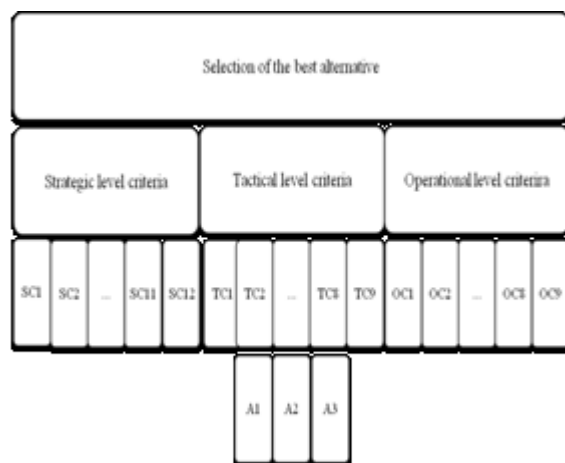 Selection of the best alternative
Strategic level criteria Tactical level criteria Operational level criterira
SC1 SC2 ... SC11 SC12 TC1 TC2 ... TC8 TC9 OC1 OC2 ... OC8 OC9
A1 A2 A3